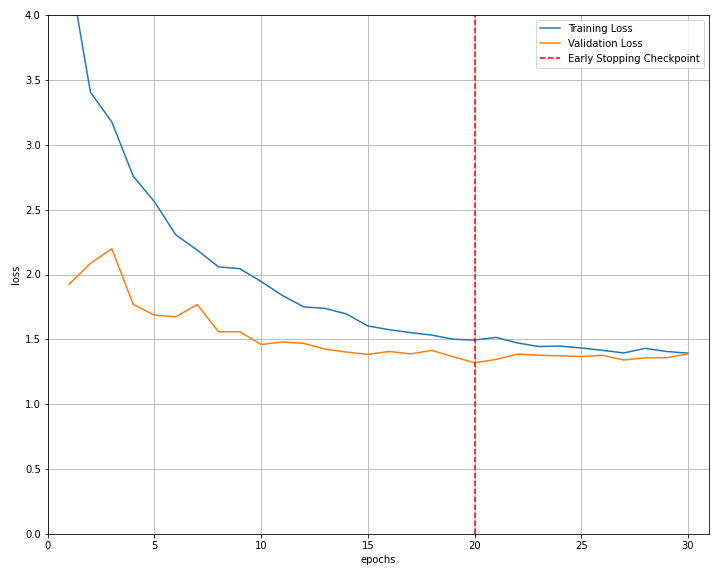 4.0
3.5
3.0
2.5
2.0
1.5
1.0
0.5
0.0
loss
0 5 10 15 20 25 30
epochs
Training Loss
Validation Loss
Early Stopping Checkpoint